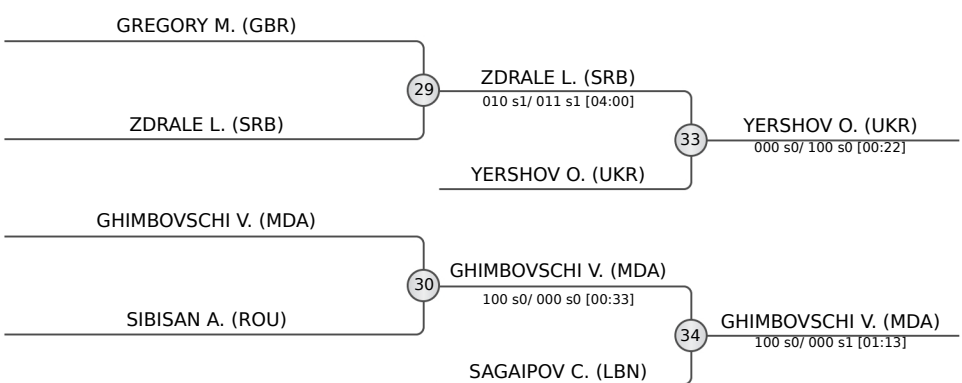 GREGORY M. (GBR)
29
ZDRALE L. (SRB)
ZDRALE L. (SRB)
010 s1/ 011 s1 [04:00]
33
YERSHOV O. (UKR)
YERSHOV O. (UKR)
000 s0/ 100 s0 [00:22]
GHIMBOVSCHI V. (MDA)
30
SIBISAN A. (ROU)
GHIMBOVSCHI V. (MDA)
100 s0/ 000 s0 [00:33]
34
SAGAIPOV C. (LBN)
GHIMBOVSCHI V. (MDA)
100 s0/ 000 s1 [01:13]